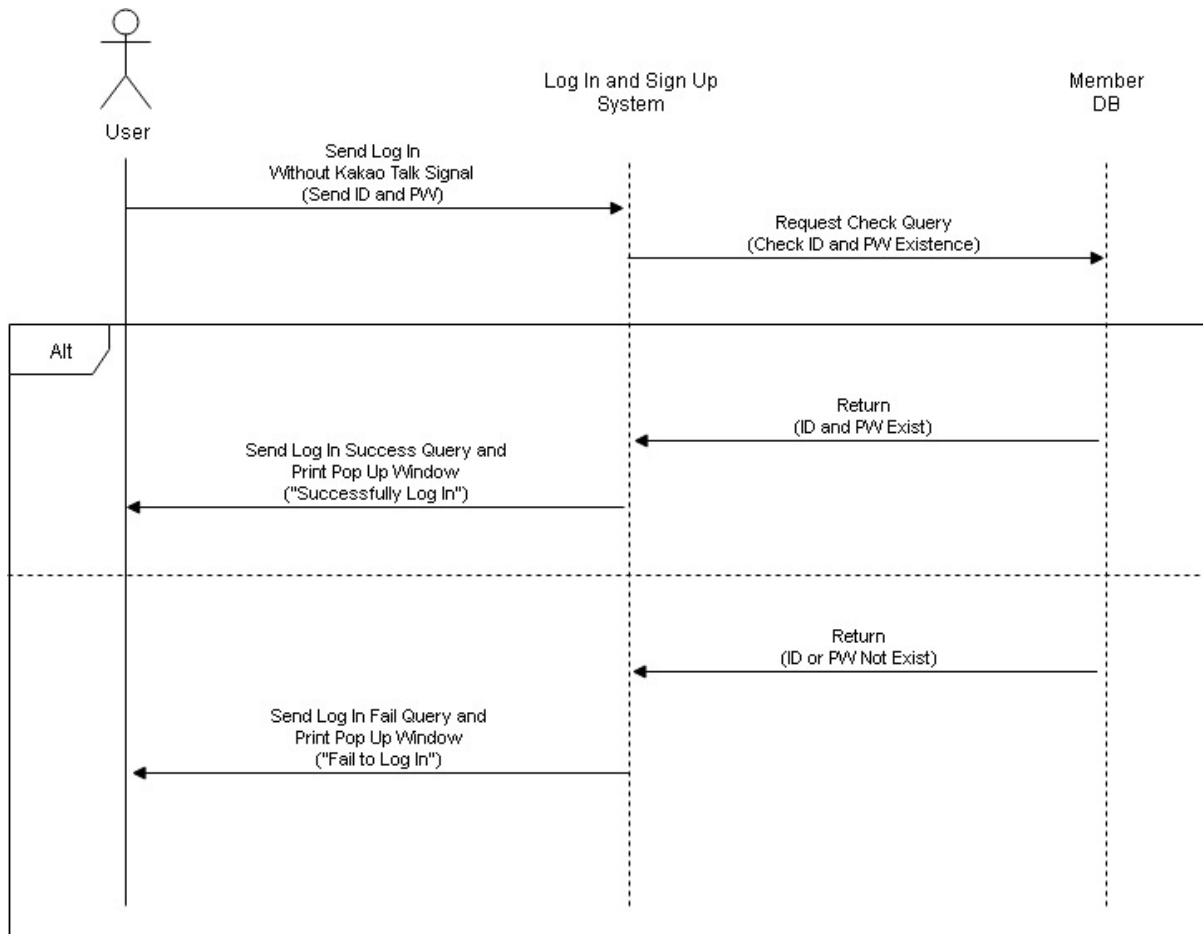 Log In and Sign Up
System
Member
DB
User
Send Log In
Without Kakao Talk Signal
(Send ID and PW)
Request Check Query
(Check ID and PW Existence)
Alt
Return
(ID and PW Exist)
Send Log In Success Query and
Print Pop Up Window
("Successfully Log In")
Return
(ID or PW Not Exist)
Send Log In Fail Query and
Print Pop Up Window
("Fail to Log In")